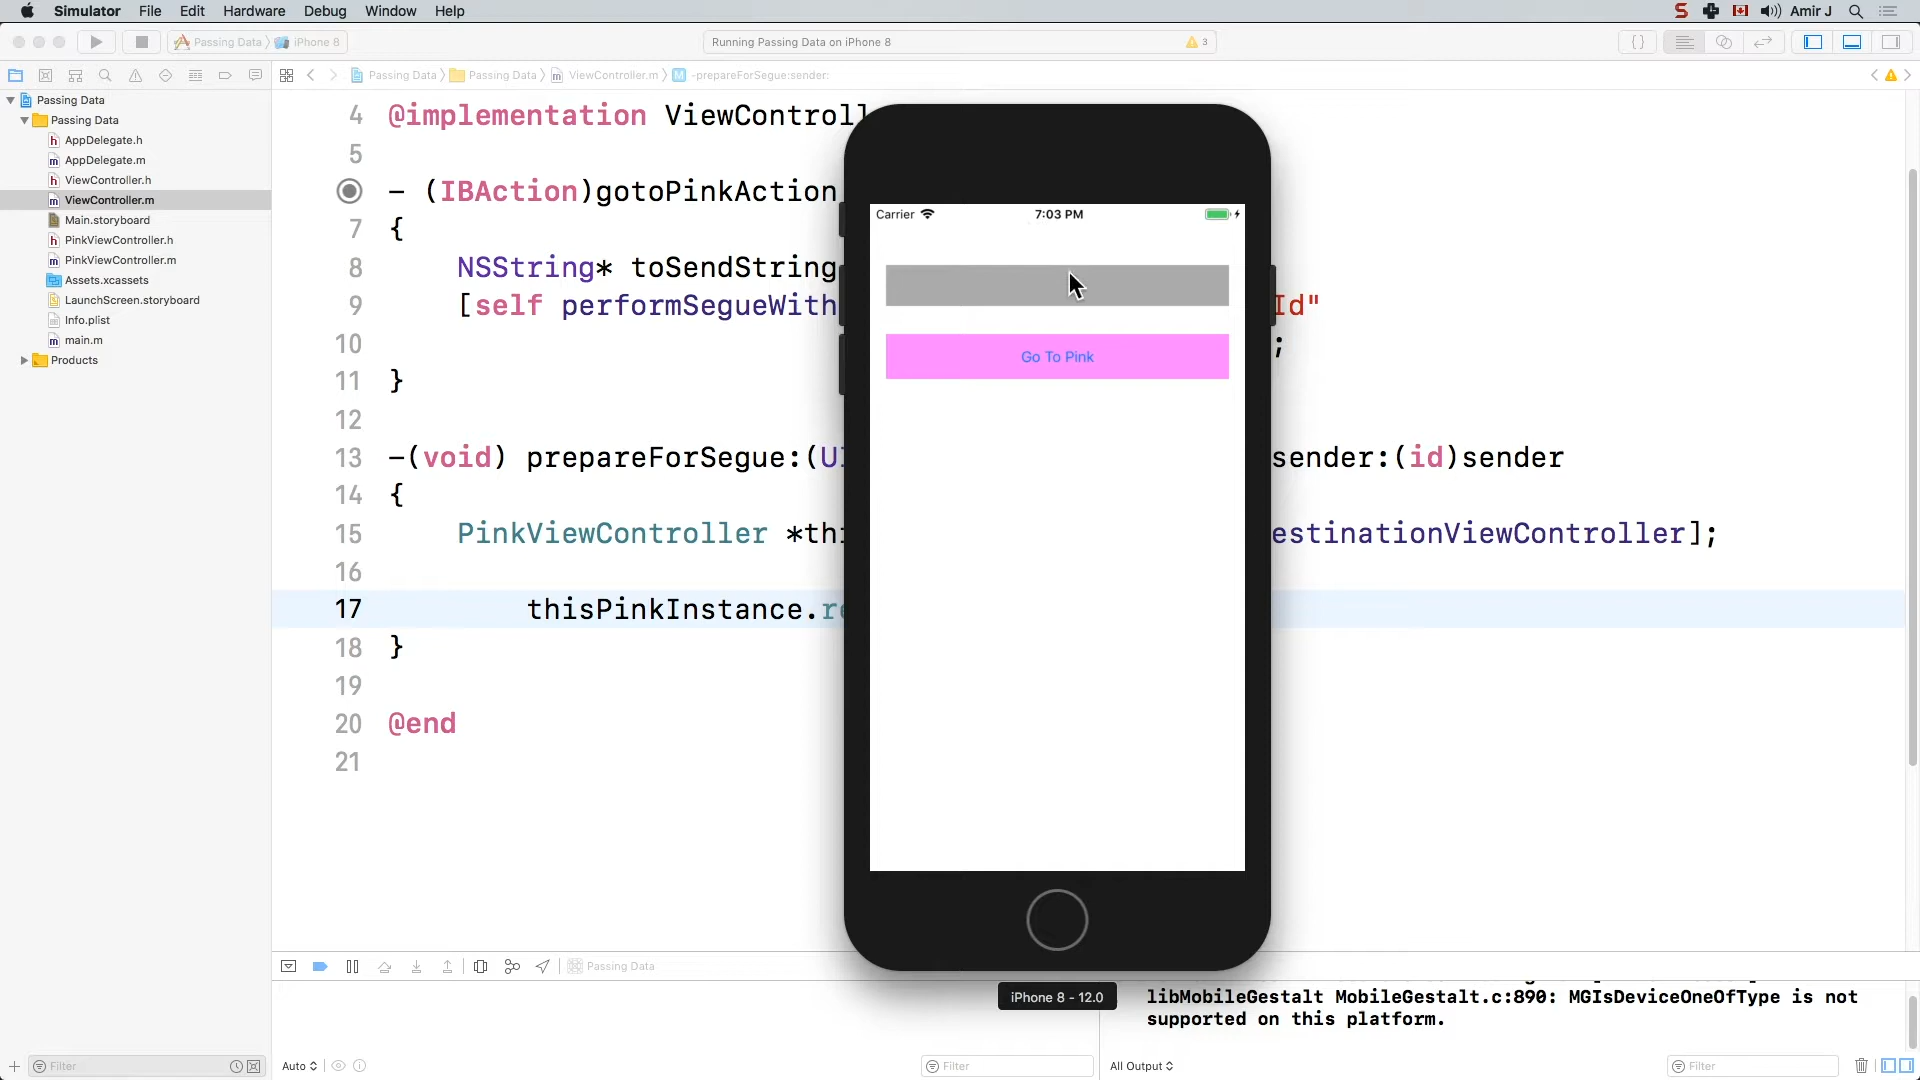 Simulator File Edit Hardware Debug Window Help Amir J
Passing Data iPhone 8 Running Passing Data on iPhone 8 3
Passing Data Passing Data ViewController.m -prepareForSegue:sender:
Passing Data
Passing Data
AppDelegate.h
AppDelegate.m
ViewController.h
ViewController.m
Main.storyboard
PinkViewController.h
PinkViewController.m
Assets.xcassets
LaunchScreen.storyboard
Info.plist
main.m
Products
4 @implementation ViewControll
5
- (IBAction)gotoPinkAction
7 {
8 NSString* toSendString
9 [self performSegueWith Id"
10 ;
11 }
12
13 -(void) prepareForSegue:(UI sender:(id)sender
14 {
15 PinkViewController *thi estinationViewController];
16
17 thisPinkInstance.re
18 }
19
20 @end
21
Carrier 7:03 PM
Go To Pink
iPhone 8 - 12.0
Passing Data
libMobileGestalt MobileGestalt.c:890: MGIsDeviceOneOfType is not
supported on this platform.
Filter Auto Filter All Output Filter